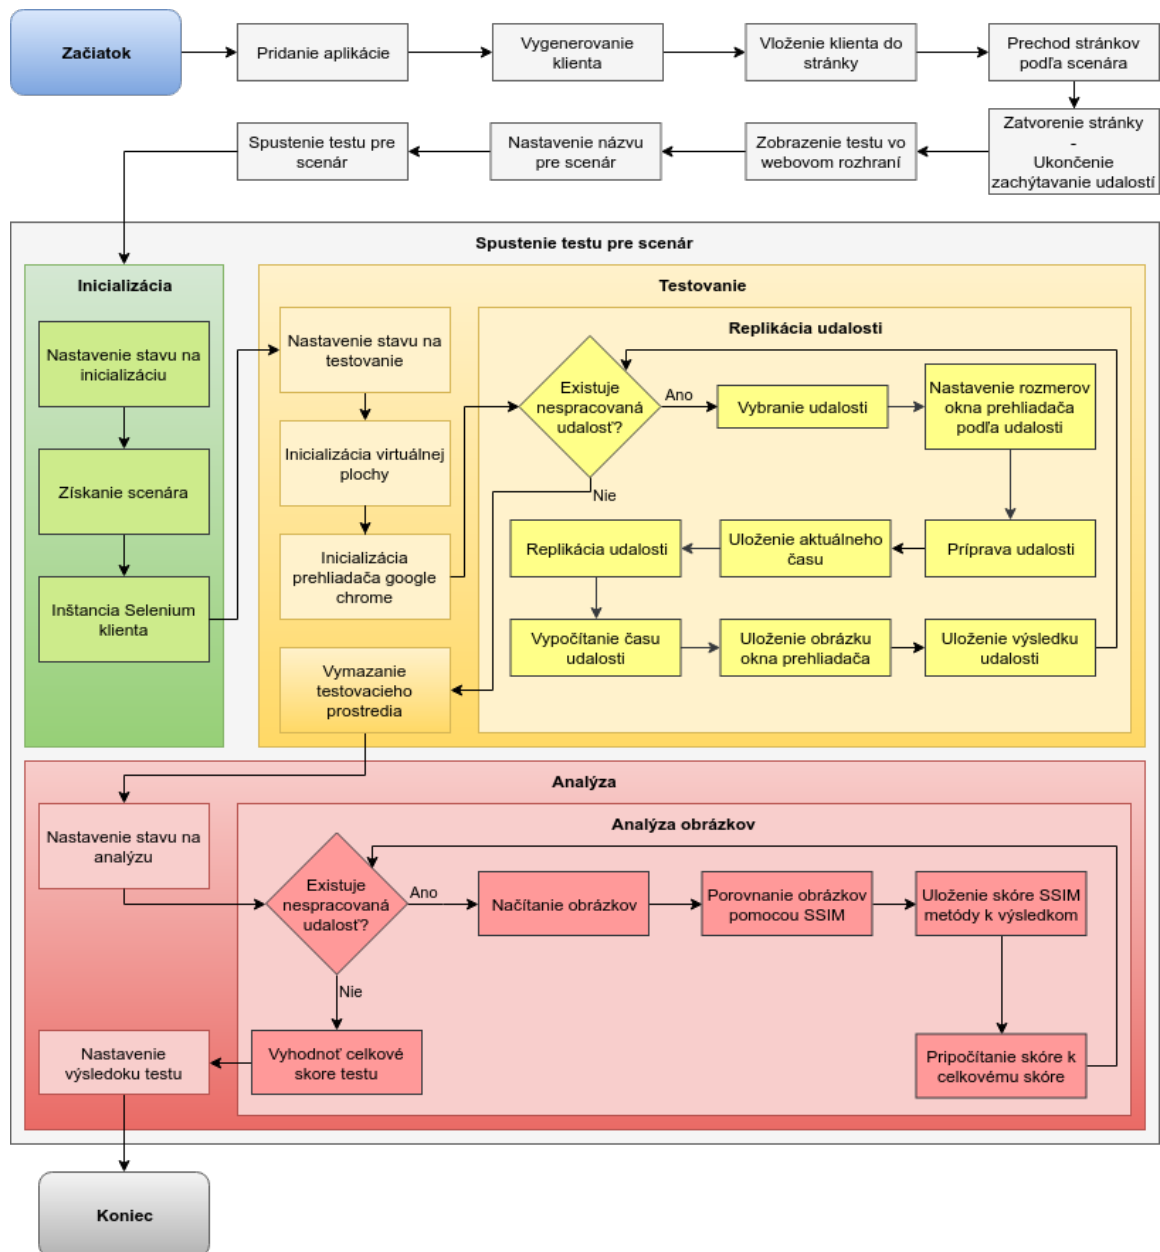 Začiatok
Pridanie aplikácie
Vygenerovanie
klienta
Vloženie klienta do
stránky
Prechod stránkov
podľa scenára
Zatvorenie stránky
-
Ukončenie
zachýtavanie udalostí
Zobrazenie testu vo
webovom rozhraní
Nastavenie názvu
pre scenár
Spustenie testu pre
scenár
Spustenie testu pre scenár
Inicializácia
Nastavenie stavu na
inicializáciu
Získanie scenára
Inštancia Selenium
klienta
Testovanie
Nastavenie stavu na
testovanie
Inicializácia virtuálnej
plochy
Inicializácia
prehliadača google
chrome
Replikácia udalosti
Existuje
nespracovaná
udalosť?
Ano
Vybranie udalosti
Nastavenie rozmerov
okna prehliadača
podľa udalosti
Príprava udalosti
Uloženie aktuálneho
času
Replikácia udalosti
Vypočítanie času
udalosti
Uloženie obrázku
okna prehliadača
Uloženie výsledku
udalosti
Nie
Vymazanie
testovacieho
prostredia
Analýza
Nastavenie stavu na
analýzu
Analýza obrázkov
Existuje
nespracovaná
udalosť?
Ano
Načítanie obrázkov
Porovnanie obrázkov
pomocou SSIM
Uloženie skóre SSIM
metódy k výsledkom
Pripočítanie skóre k
celkovému skóre
Nie
Vyhodnoť celkové
skore testu
Nastavenie
výsledoku testu
Koniec